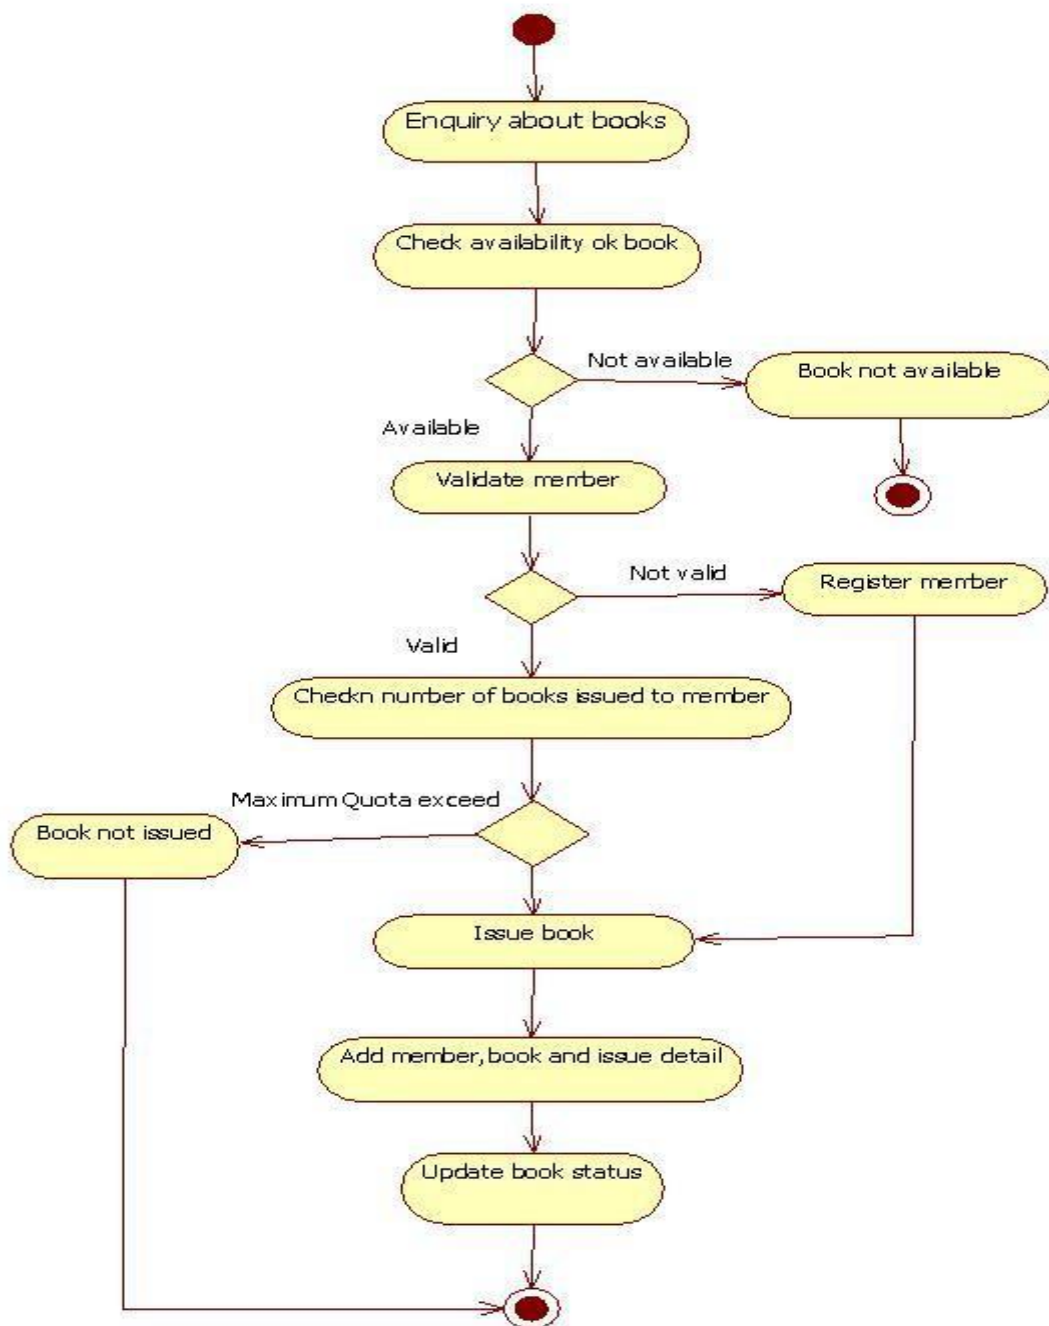 Enquiry about books
Check availability ok book
Not available
Book not available
Available
Validate member
Not valid
Register member
Valid
Checkn number of books issued to member
Maximum Quota exceed
Book not issued
Issue book
Add member,book and issue detail
Update book status